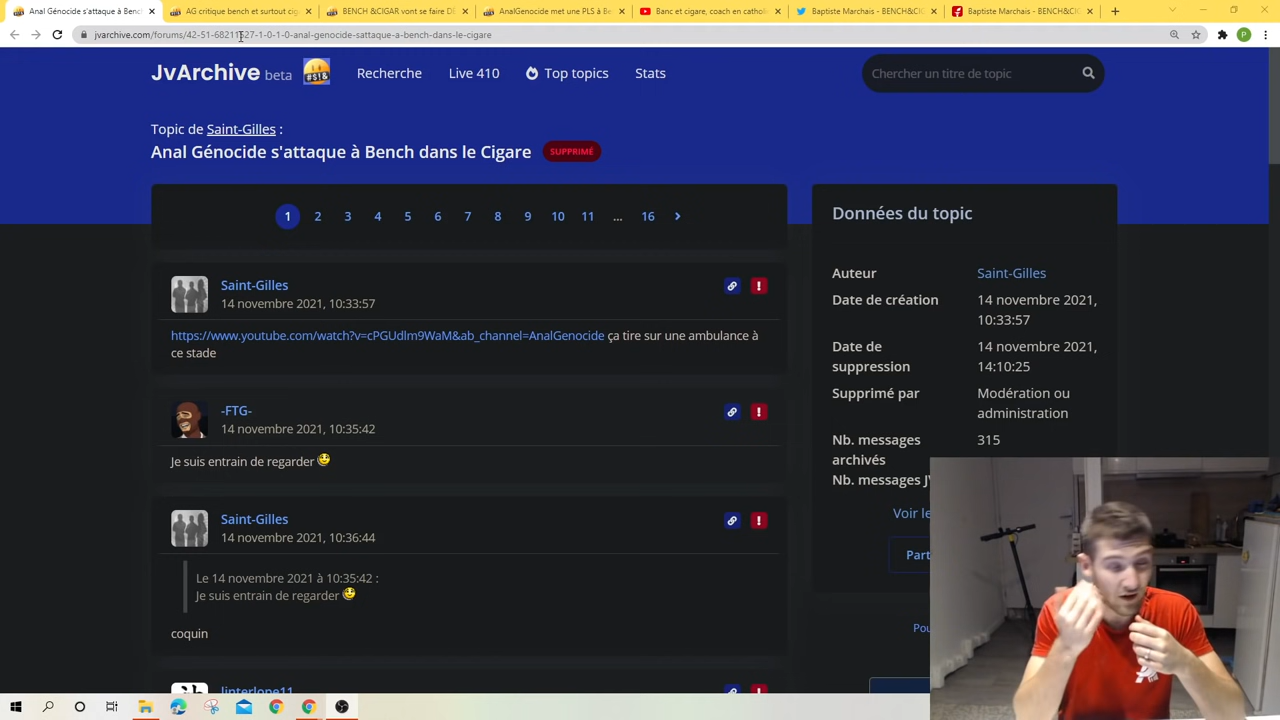 Anal Génocide s'attaque à Bench
AG critique bench et surtout cig
BENCH &CIGAR vont se faire DE
AnalGenocide met une PLS à Be
Banc et cigare, coach en catholi
Baptiste Marchais - BENCH&CI
Baptiste Marchais - BENCH&CI
jvarchive.com/forums/42-51-68211
27-1-0-1-0-anal-genocide-sattaque-a-bench-dans-le-cigare
P
JvArchive beta
Recherche
Live 410
Top topics
Stats
Chercher un titre de topic
Topic de Saint-Gilles :
Anal Génocide s'attaque à Bench dans le Cigare SUPPRIMÉ
1 2 3 4 5 6 7 8 9 10 11 ... 16
Saint-Gilles
14 novembre 2021, 10:33:57
https://www.youtube.com/watch?v=cPGUdlm9WaM&ab_channel=AnalGenocide ça tire sur une ambulance à
ce stade
-FTG-
14 novembre 2021, 10:35:42
Je suis entrain de regarder
Saint-Gilles
14 novembre 2021, 10:36:44
Le 14 novembre 2021 à 10:35:42 :
Je suis entrain de regarder
coquin
linterlope11
Données du topic
Auteur
Saint-Gilles
Date de création
14 novembre 2021,
10:33:57
Date de
suppression
14 novembre 2021,
14:10:25
Supprimé par
Modération ou
administration
Nb. messages
archivés
315
Nb. messages J
Voir le
Part
Pou